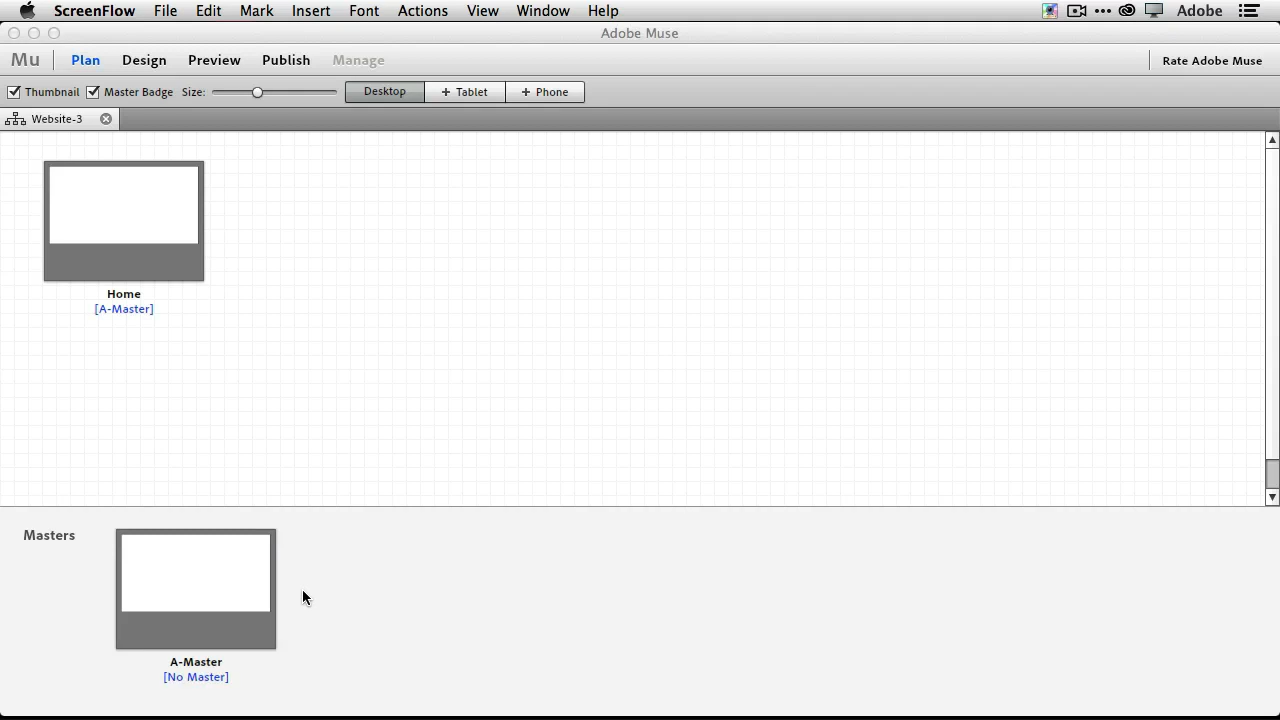 ScreenFlow File Edit Mark Insert Font Actions View Window Help Adobe
Adobe Muse
Mu Plan Design Preview Publish Manage Rate Adobe Muse
Thumbnail Master Badge Size: Desktop + Tablet + Phone
Website-3
Home
[A-Master]
Masters
A-Master
[No Master]